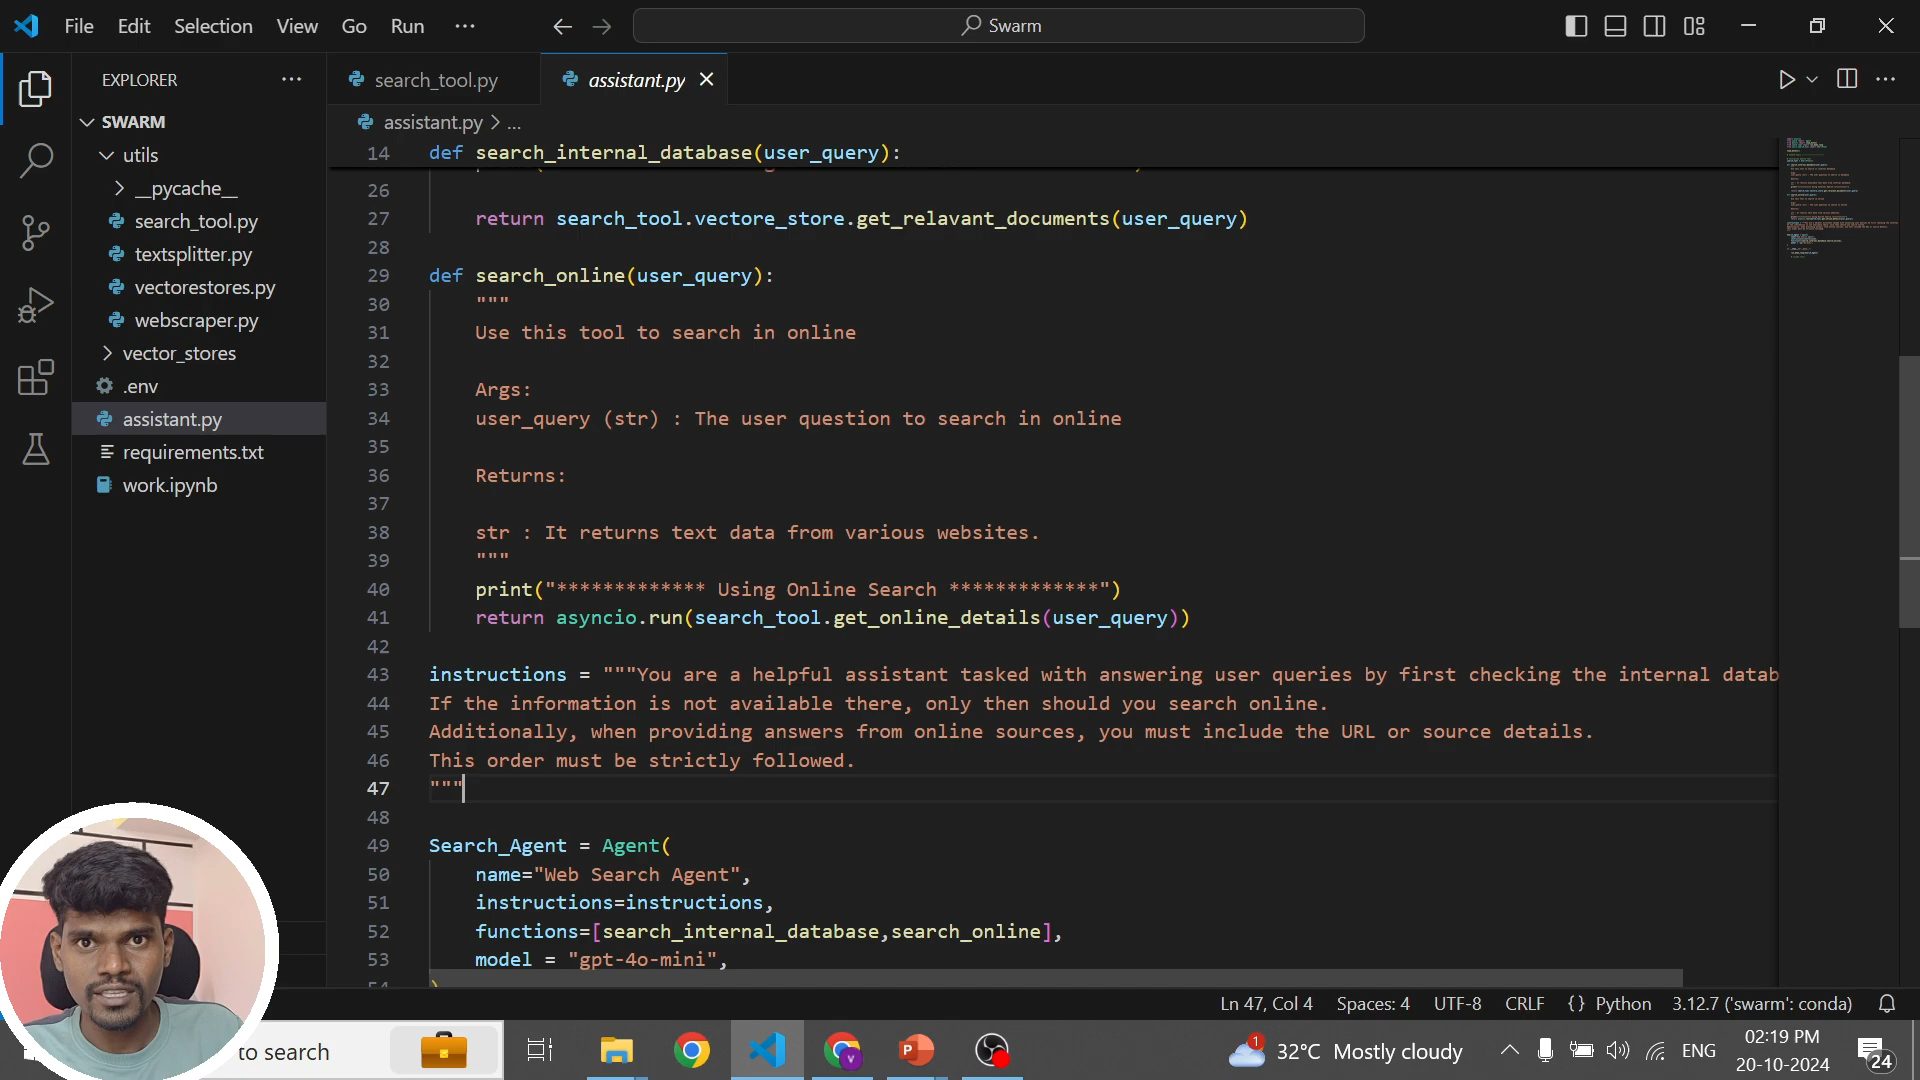 File Edit Selection View Go Run ...
Swarm
EXPLORER
SWARM
utils
__pycache__
search_tool.py
textsplitter.py
vectorestores.py
webscraper.py
vector_stores
.env
assistant.py
requirements.txt
work.ipynb
search_tool.py
assistant.py
assistant.py > ...
14 def search_internal_database(user_query):
26
27 return search_tool.vectore_store.get_relavant_documents(user_query)
28
29 def search_online(user_query):
30 """
31 Use this tool to search in online
32
33 Args:
34 user_query (str) : The user question to search in online
35
36 Returns:
37
38 str : It returns text data from various websites.
39 """
40 print("************* Using Online Search *************")
41 return asyncio.run(search_tool.get_online_details(user_query))
42
43 instructions = """You are a helpful assistant tasked with answering user queries by first checking the internal datab
44 If the information is not available there, only then should you search online.
45 Additionally, when providing answers from online sources, you must include the URL or source details.
46 This order must be strictly followed.
47 """
48
49 Search_Agent = Agent(
50 name="Web Search Agent",
51 instructions=instructions,
52 functions=[search_internal_database,search_online],
53 model = "gpt-4o-mini",
Ln 47, Col 4 Spaces: 4 UTF-8 CRLF {} Python 3.12.7 ('swarm': conda)
to search
1
32°C Mostly cloudy
ENG
02:19 PM
20-10-2024
24